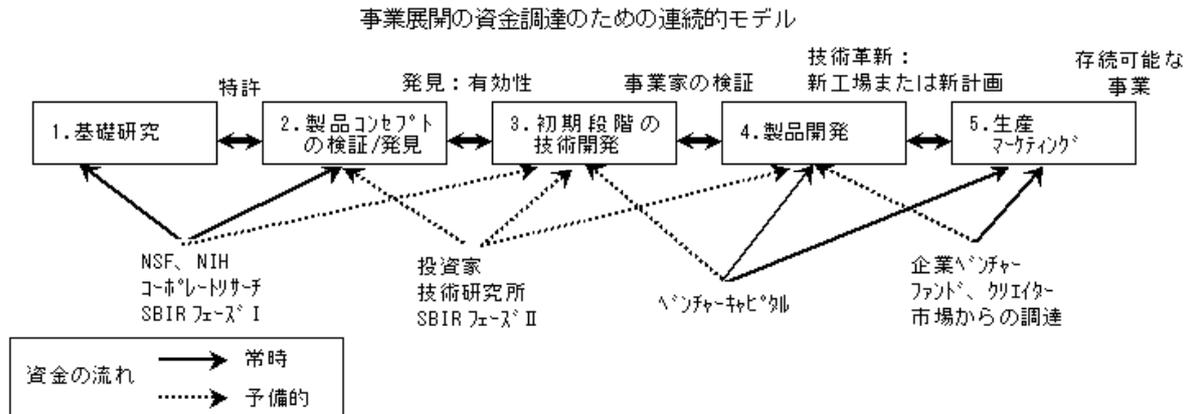 事業展開の資金調達のための連続的モデル
特許
発見：有効性
事業家の検証
技術革新：
新工場または新計画
存続可能な
事業
1.基礎研究
2.製品ｺﾝｾﾌﾟﾄ
の検証/発見
3.初期段階の
技術開発
4.製品開発
5.生産
ﾏｰｹﾃｨﾝｸﾞ
NSF、NIH
ｺｰﾎﾟﾚｰﾄﾘｻｰﾁ
SBIR ﾌｪｰｽﾞⅠ
投資家
技術研究所
SBIR ﾌｪｰｽﾞⅡ
ﾍﾞﾝﾁｬｰｷｬﾋﾟﾀﾙ
企業ﾍﾞﾝﾁｬｰ
ﾌｧﾝﾄﾞ、ｸﾘｴｲﾀｰ
市場からの調達
資金の流れ
常時
予備的